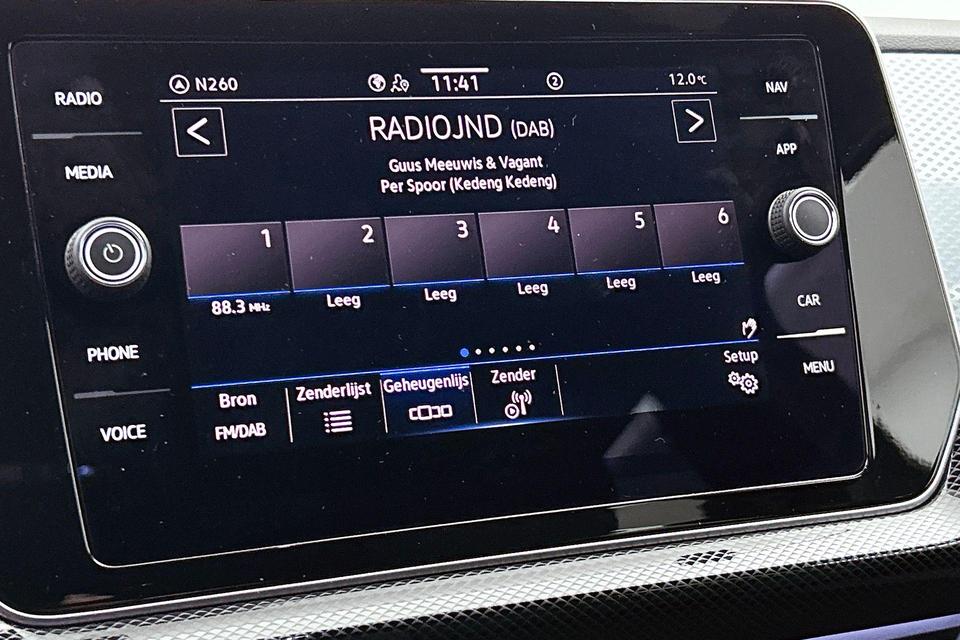 N260
11:41
2
12.0°C
RADIO
MEDIA
PHONE
VOICE
<
RADIOJND (DAB)
>
Guus Meeuwis & Vagant
Per Spoor (Kedeng Kedeng)
1 2 3 4 5 6
88.3 MHz Leeg Leeg Leeg Leeg Leeg
Bron
FM/DAB
Zenderlijst
Geheugenlijs
Zender
Setup
NAV
APP
CAR
MENU